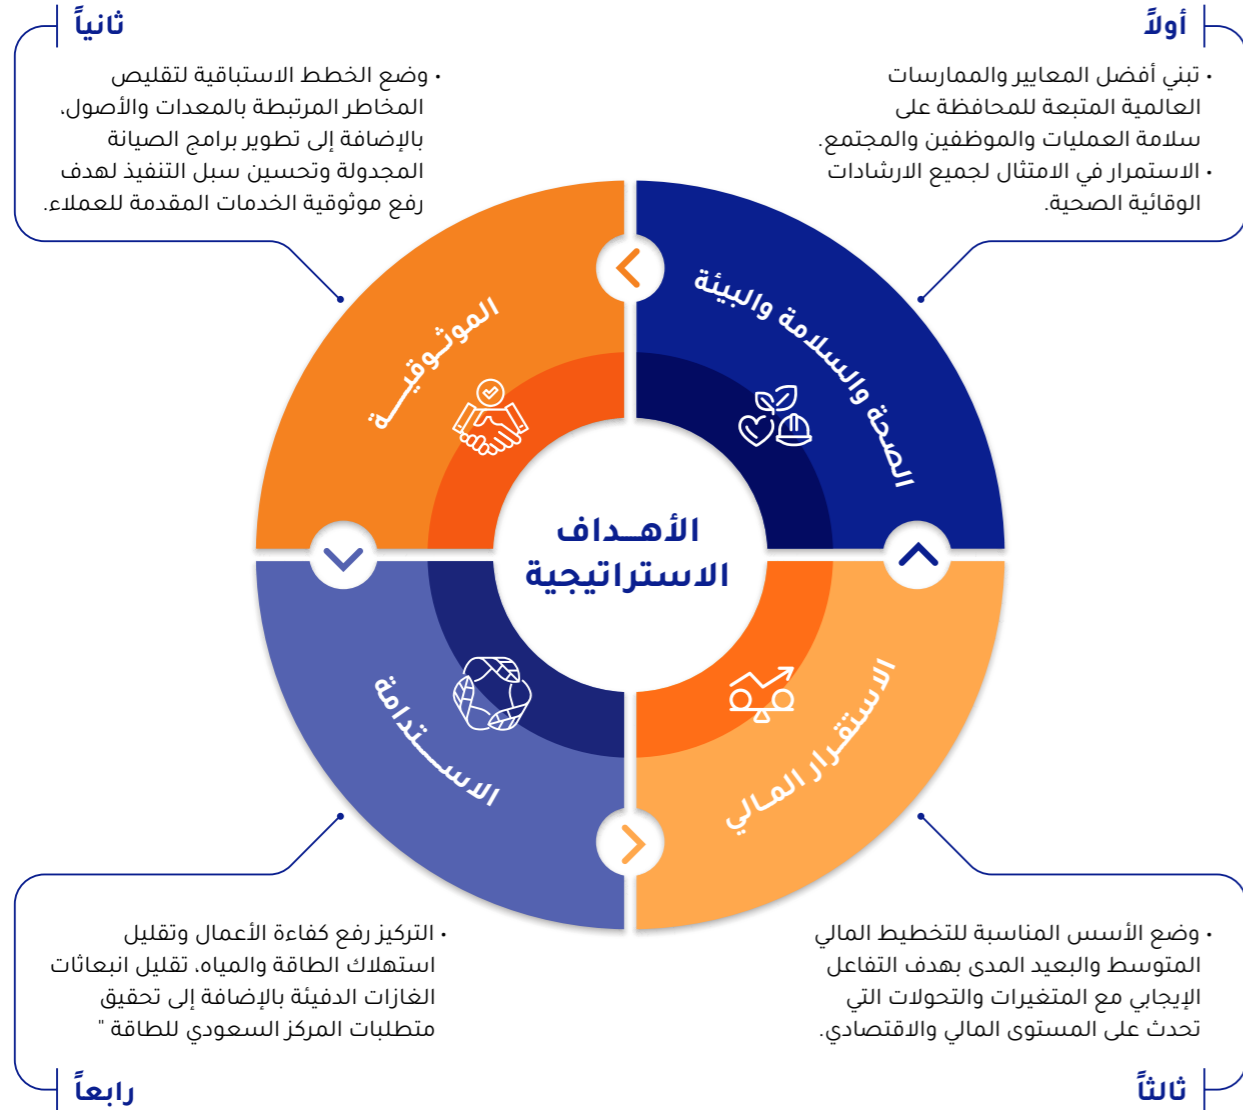 أولاً
• تبني أفضل المعايير والممارسات
العالمية المتبعة للمحافظة على
سلامة العمليات والموظفين والمجتمع.
• الاستمرار في الامتثال لجميع الارشادات
الوقائية الصحية.
ثانياً
• وضع الخطط الاستباقية لتقليص
المخاطر المرتبطة بالمعدات والأصول،
بالإضافة إلى تطوير برامج الصيانة
المجدولة وتحسين سبل التنفيذ لهدف
رفع موثوقية الخدمات المقدمة للعملاء.
الصحة والسلامة والبيئة
الموثـوقيـــة
الأهـداف
الاستراتيجية
الاستقـرار المـالي
الاســتدامة
• وضع الأسس المناسبة للتخطيط المالي
المتوسط والبعيد المدى بهدف التفاعل
الإيجابي مع المتغيرات والتحولات التي
تحدث على المستوى المالي والاقتصادي.
ثالثاً
• التركيز رفع كفاءة الأعمال وتقليل
استهلاك الطاقة والمياه، تقليل انبعاثات
الغازات الدفيئة بالإضافة إلى تحقيق
متطلبات المركز السعودي للطاقة "
رابعاً